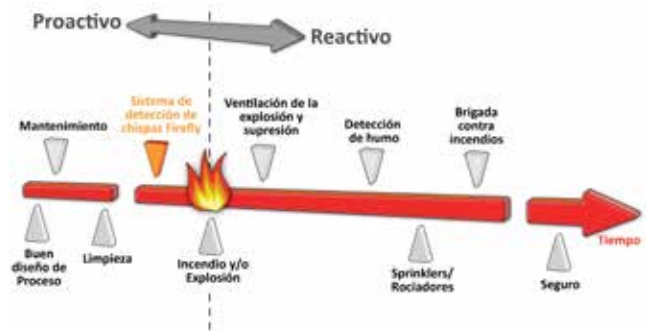 Proactivo
Reactivo
Sistema de
detección de
chispas Firefly
Ventilación de la
explosión y
supresión
Brigada
contra
incendios
Mantenimiento
Detección
de humo
Tiempo
Buen
diseño de
Proceso
Limpieza
Incendio y/o
Explosión
Sprinklers/
Rociadores
Seguro